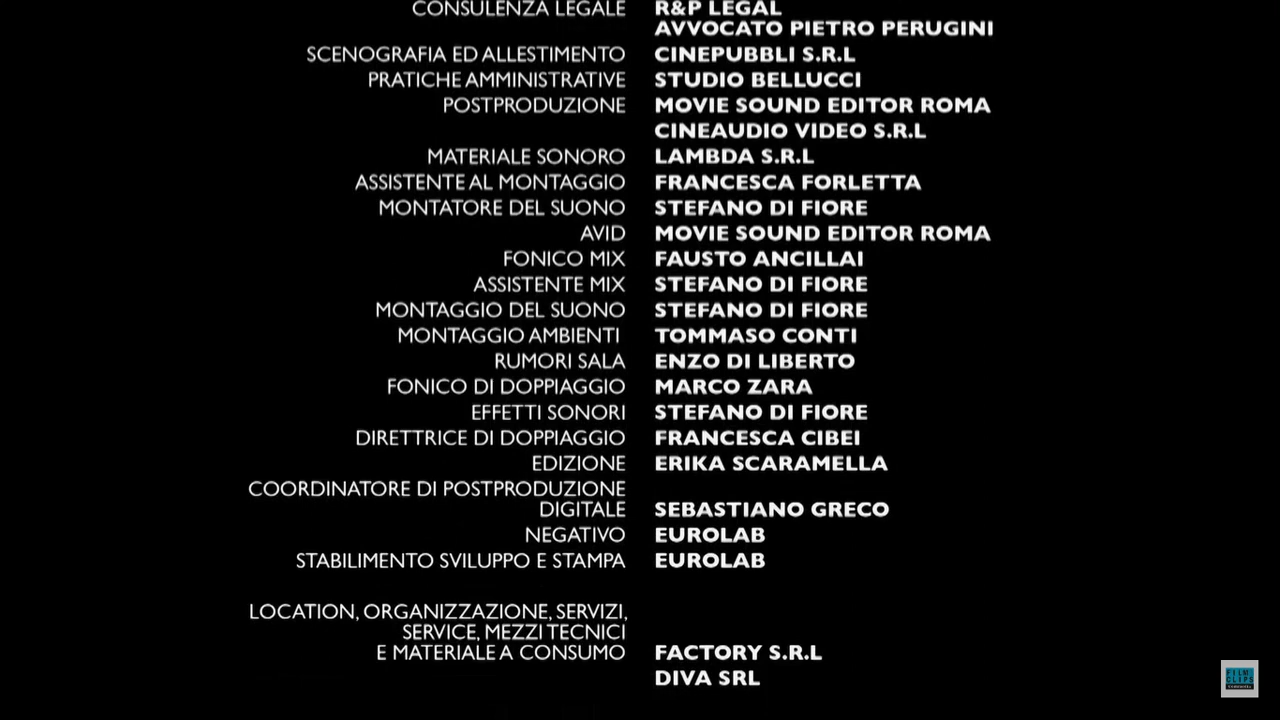 CONSULENZA LEGALE R&P LEGAL
AVVOCATO PIETRO PERUGINI
SCENOGRAFIA ED ALLESTIMENTO CINEPUBBLI S.R.L
PRATICHE AMMINISTRATIVE STUDIO BELLUCCI
POSTPRODUZIONE MOVIE SOUND EDITOR ROMA
CINEAUDIO VIDEO S.R.L
MATERIALE SONORO LAMBDA S.R.L
ASSISTENTE AL MONTAGGIO FRANCESCA FORLETTA
MONTATORE DEL SUONO STEFANO DI FIORE
AVID MOVIE SOUND EDITOR ROMA
FONICO MIX FAUSTO ANCILLAI
ASSISTENTE MIX STEFANO DI FIORE
MONTAGGIO DEL SUONO STEFANO DI FIORE
MONTAGGIO AMBIENTI TOMMASO CONTI
RUMORI SALA ENZO DI LIBERTO
FONICO DI DOPPIAGGIO MARCO ZARA
EFFETTI SONORI STEFANO DI FIORE
DIRETTRICE DI DOPPIAGGIO FRANCESCA CIBEI
EDIZIONE ERIKA SCARAMELLA
COORDINATORE DI POSTPRODUZIONE
DIGITALE SEBASTIANO GRECO
NEGATIVO EUROLAB
STABILIMENTO SVILUPPO E STAMPA EUROLAB
LOCATION, ORGANIZZAZIONE, SERVIZI,
SERVICE, MEZZI TECNICI
E MATERIALE A CONSUMO FACTORY S.R.L
DIVA SRL
FILM
CLIPS